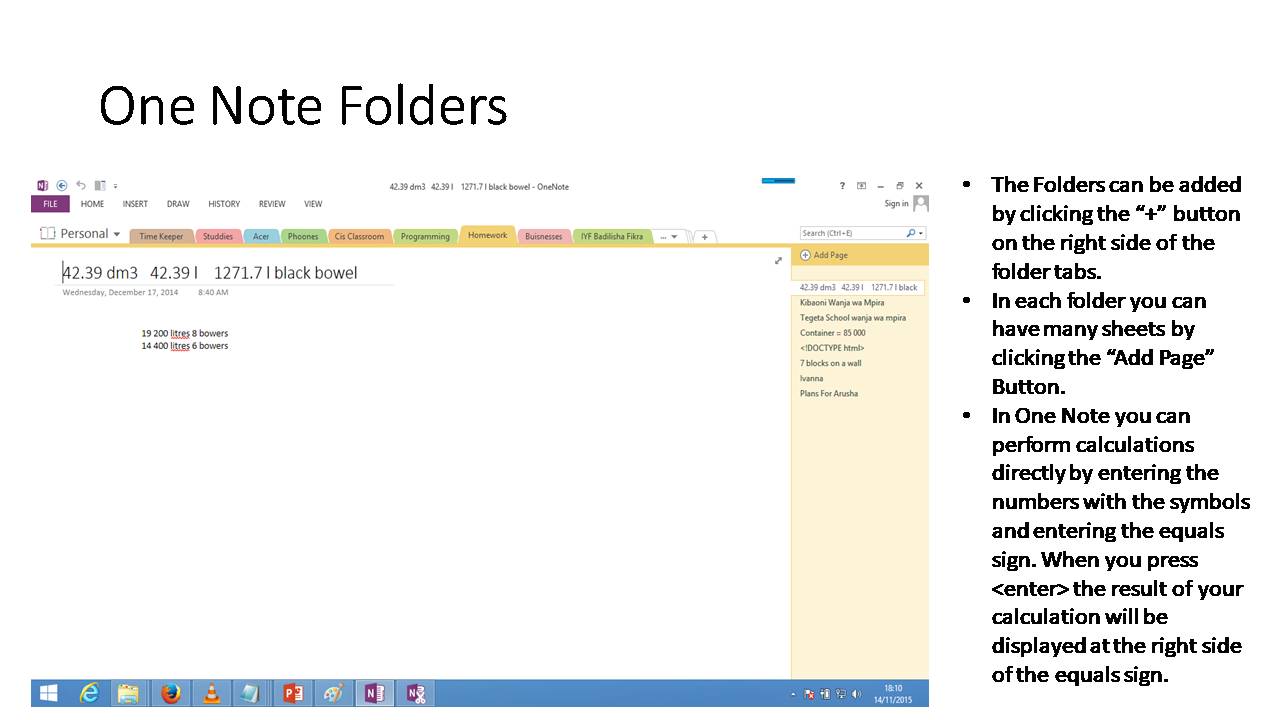 One Note Folders
42.39 dm3 42.39 l 1271.7 l black bowel - OneNote
?
FILE HOME INSERT DRAW HISTORY REVIEW VIEW
Sign in
Personal
Time Keeper Studdies Acer Phoones Cis Classroom Programming Homework Buisnesses IYF Badilisha Fikra ... +
Search (Ctrl+E)
42.39 dm3 42.39 l 1271.7 l black bowel
Wednesday, December 17, 2014 8:40 AM
19 200 litres 8 bowers
14 400 litres 6 bowers
Add Page
42.39 dm3 42.39 l 1271.7 l black
Kibaoni Wanja wa Mpira
Tegeta School wanja wa mpira
Container = 85 000
<!DOCTYPE html>
7 blocks on a wall
Ivanna
Plans For Arusha
18:10
14/11/2015
• The Folders can be added
by clicking the “+” button
on the right side of the
folder tabs.
• In each folder you can
have many sheets by
clicking the “Add Page”
Button.
• In One Note you can
perform calculations
directly by entering the
numbers with the symbols
and entering the equals
sign. When you press
<enter> the result of your
calculation will be
displayed at the right side
of the equals sign.